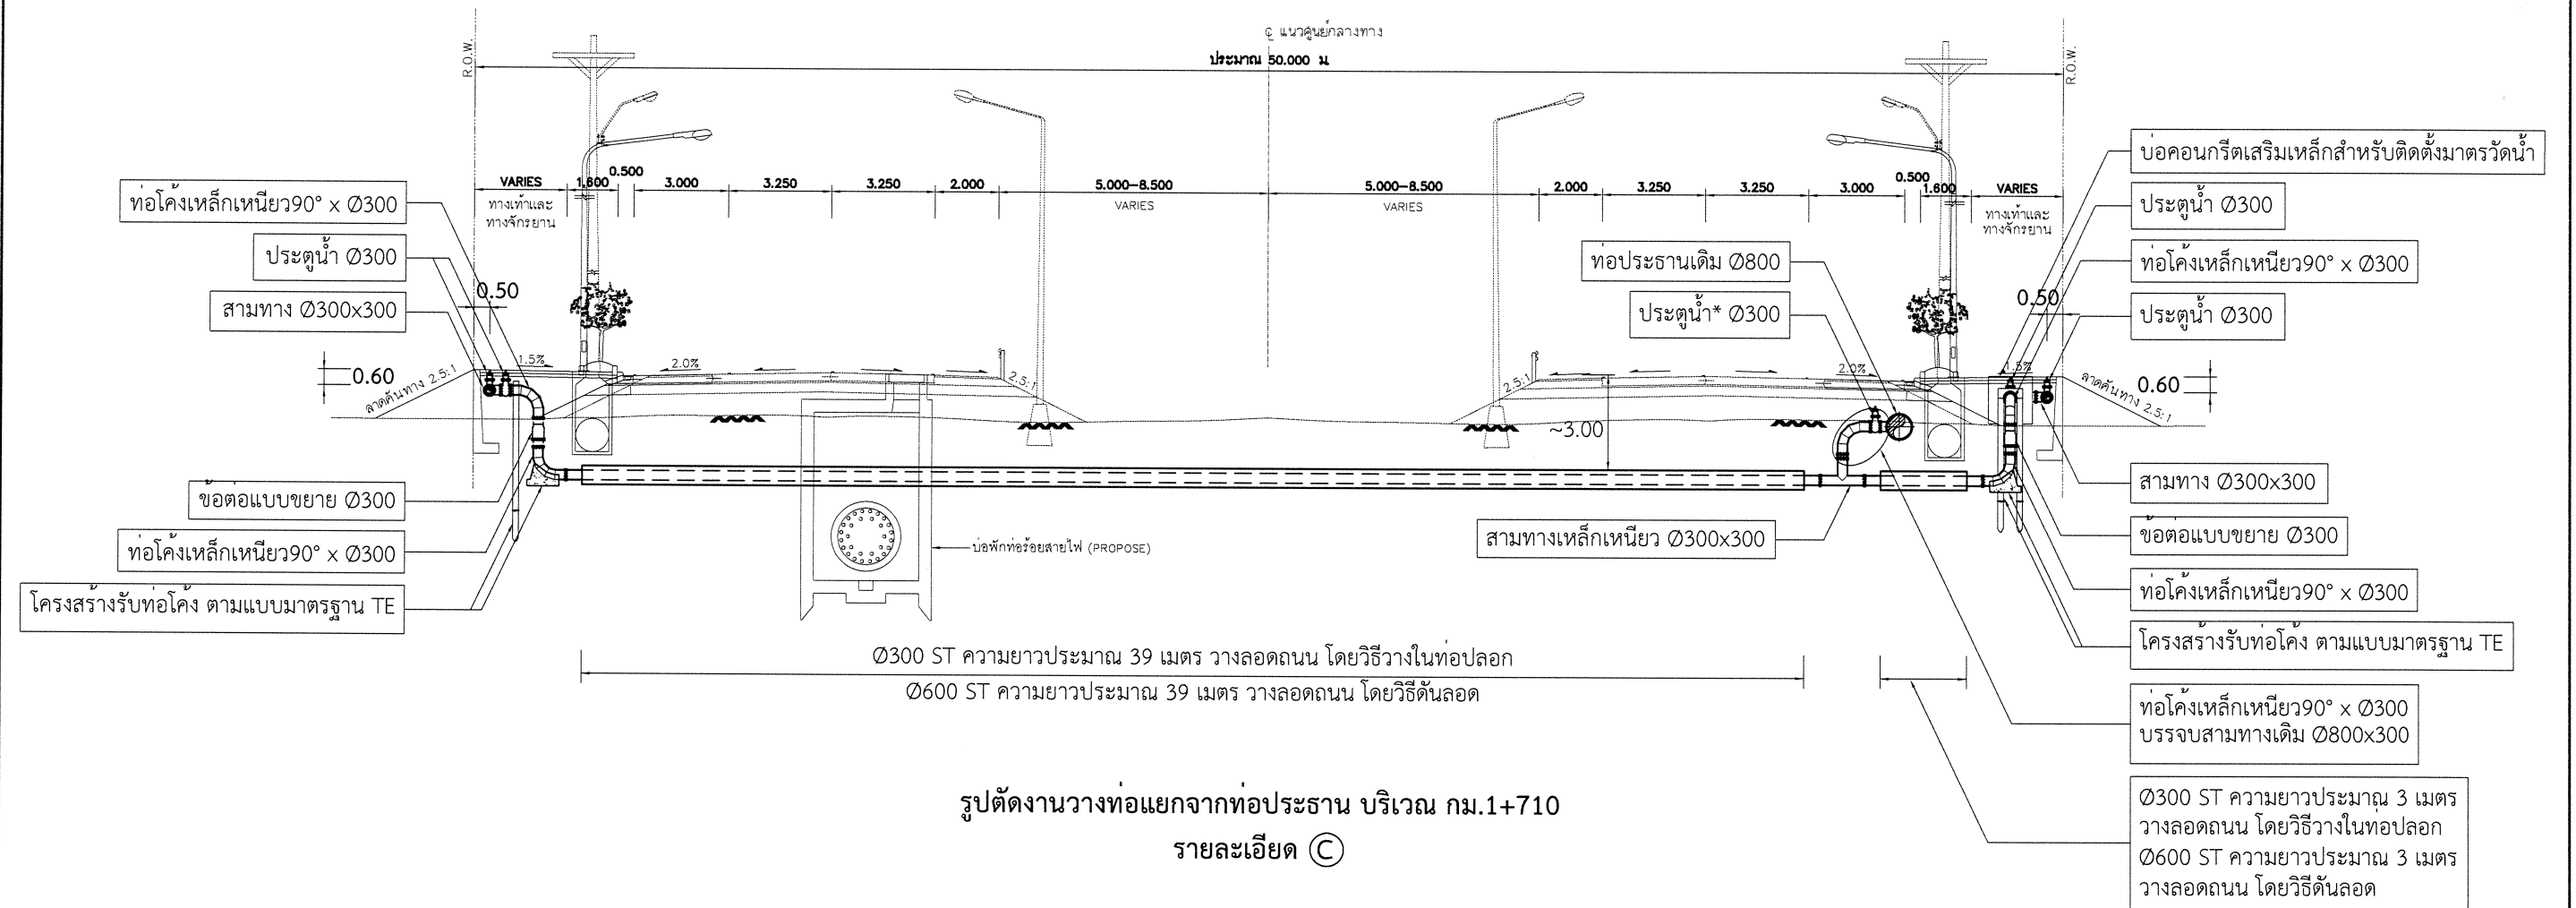 ℄ แนวศูนย์กลางทาง
ประมาณ 50.000 ม
R.O.W.
R.O.W.
VARIES
1.600
0.500
3.000
3.250
3.250
2.000
5.000-8.500
5.000-8.500
2.000
3.250
3.250
3.000
0.500
1.600
VARIES
ทางเท้าและ
ทางจักรยาน
VARIES
VARIES
ทางเท้าและ
ทางจักรยาน
ท่อโค้งเหล็กเหนียว90° x Ø300
ประตูน้ำ Ø300
สามทาง Ø300x300
0.50
0.60
ลาดคันทาง 2.5:1
1.5%
2.0%
2.5:1
2.5:1
2.0%
1.5%
ลาดคันทาง 2.5:1
0.60
0.50
~3.00
ท่อประธานเดิม Ø800
ประตูน้ำ* Ø300
บ่อคอนกรีตเสริมเหล็กสำหรับติดตั้งมาตรวัดน้ำ
ประตูน้ำ Ø300
ท่อโค้งเหล็กเหนียว90° x Ø300
ประตูน้ำ Ø300
ข้อต่อแบบขยาย Ø300
ท่อโค้งเหล็กเหนียว90° x Ø300
โครงสร้างรับท่อโค้ง ตามแบบมาตรฐาน TE
บ่อพักท่อร้อยสายไฟ (PROPOSE)
สามทางเหล็กเหนียว Ø300x300
สามทาง Ø300x300
ข้อต่อแบบขยาย Ø300
ท่อโค้งเหล็กเหนียว90° x Ø300
โครงสร้างรับท่อโค้ง ตามแบบมาตรฐาน TE
Ø300 ST ความยาวประมาณ 39 เมตร วางลอดถนน โดยวิธีวางในท่อปลอก
Ø600 ST ความยาวประมาณ 39 เมตร วางลอดถนน โดยวิธีดันลอด
ท่อโค้งเหล็กเหนียว90° x Ø300
บรรจบสามทางเดิม Ø800x300
Ø300 ST ความยาวประมาณ 3 เมตร
วางลอดถนน โดยวิธีวางในท่อปลอก
Ø600 ST ความยาวประมาณ 3 เมตร
วางลอดถนน โดยวิธีดันลอด
รูปตัดงานวางท่อแยกจากท่อประธาน บริเวณ กม.1+710
รายละเอียด Ⓒ